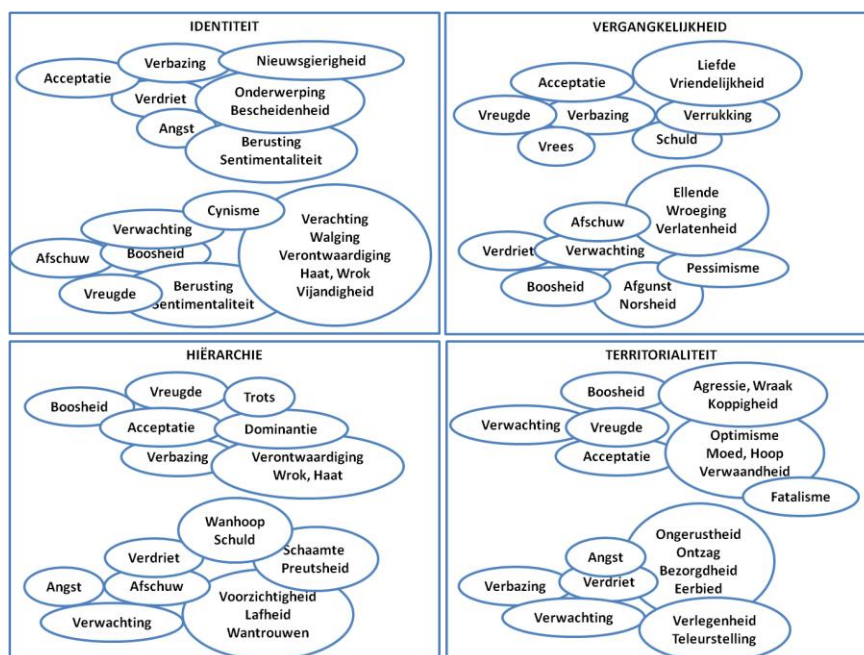 IDENTITEIT
Verbazing
Nieuwsgierigheid
Acceptatie
Verdriet
Onderwerping
Bescheidenheid
Angst
Berusting
Sentimentaliteit
Cynisme
Verwachting
Verachting
Walging
Verontwaardiging
Haat, Wrok
Vijandigheid
Afschuw
Boosheid
Vreugde
Berusting
Sentimentaliteit
VERGANGKELIJKHEID
Liefde
Vriendelijkheid
Acceptatie
Vreugde
Verbazing
Verrukking
Vrees
Schuld
Ellende
Wroeging
Verlatenheid
Afschuw
Verdriet
Verwachting
Pessimisme
Boosheid
Afgunst
Norsheid
HIËRARCHIE
Vreugde
Trots
Boosheid
Acceptatie
Dominantie
Verbazing
Verontwaardiging
Wrok, Haat
Wanhoop
Schuld
Verdriet
Schaamte
Preutsheid
Angst
Afschuw
Voorzichtigheid
Lafheid
Wantrouwen
Verwachting
TERRITORIALITEIT
Boosheid
Agressie, Wraak
Koppigheid
Verwachting
Vreugde
Acceptatie
Optimisme
Moed, Hoop
Verwaandheid
Fatalisme
Ongerustheid
Ontzag
Bezorgdheid
Eerbied
Angst
Verbazing
Verdriet
Verwachting
Verlegenheid
Teleurstelling